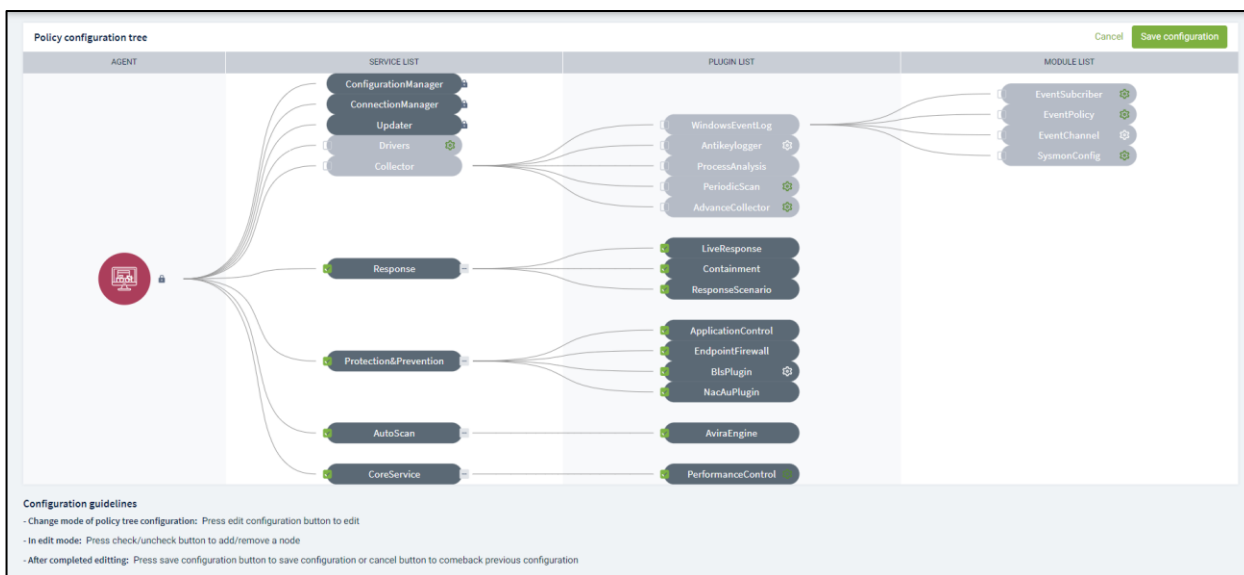 Policy configuration tree
Cancel
Save configuration
AGENT
SERVICE LIST
PLUGIN LIST
MODULE LIST
ConfigurationManager
ConnectionManager
Updater
Drivers
Collector
Response
Protection&Prevention
AutoScan
CoreService
WindowsEventLog
Antikeylogger
ProcessAnalysis
PeriodicScan
AdvanceCollector
LiveResponse
Containment
ResponseScenario
ApplicationControl
EndpointFirewall
BlsPlugin
NacAuPlugin
AviraEngine
PerformanceControl
EventSubcriber
EventPolicy
EventChannel
SysmonConfig
Configuration guidelines
- Change mode of policy tree configuration: Press edit configuration button to edit
- In edit mode: Press check/uncheck button to add/remove a node
- After completed editting: Press save configuration button to save configuration or cancel button to comeback previous configuration